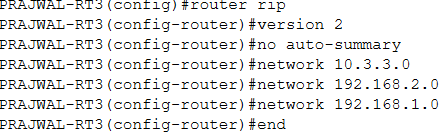 PRAJWAL-RT3(config)#router rip
PRAJWAL-RT3(config-router)#version 2
PRAJWAL-RT3(config-router)#no auto-summary
PRAJWAL-RT3(config-router)#network 10.3.3.0
PRAJWAL-RT3(config-router)#network 192.168.2.0
PRAJWAL-RT3(config-router)#network 192.168.1.0
PRAJWAL-RT3(config-router)#end